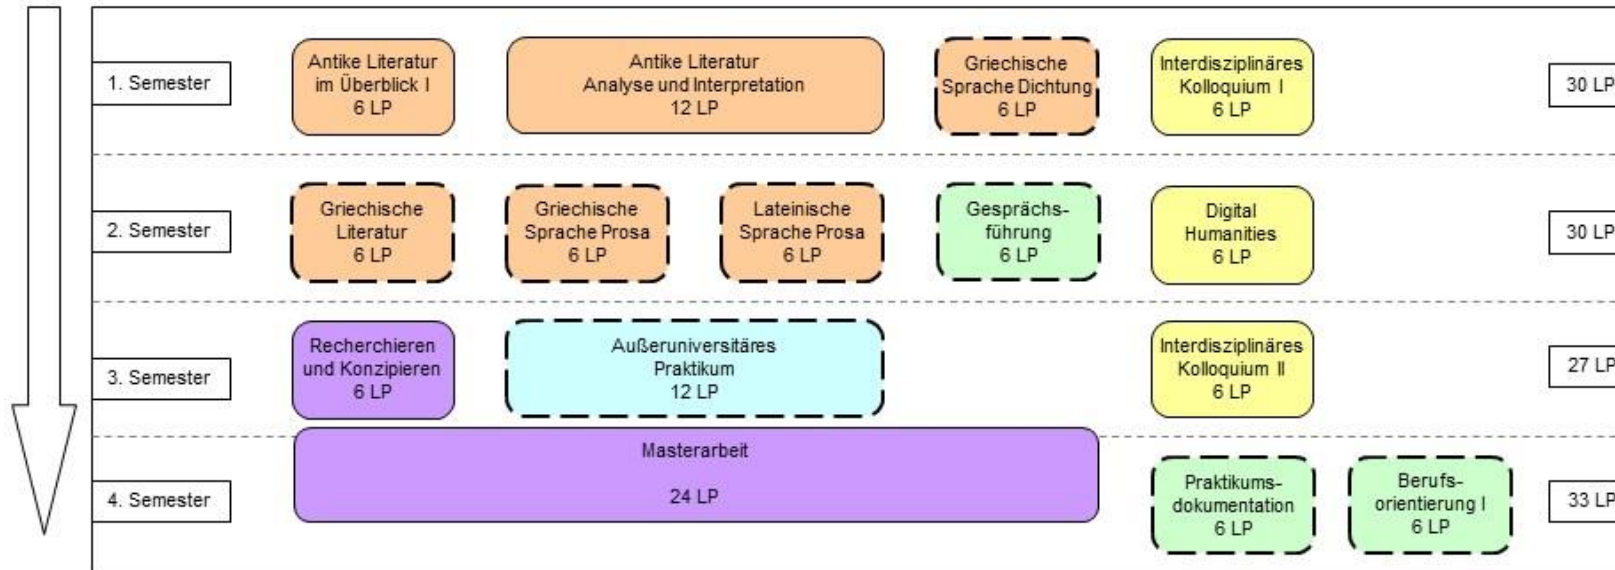 1. Semester
Antike Literatur
im Überblick I
6 LP
Antike Literatur
Analyse und Interpretation
12 LP
Griechische
Sprache Dichtung
6 LP
Interdisziplinäres
Kolloquium I
6 LP
30 LP
2. Semester
Griechische
Literatur
6 LP
Griechische
Sprache Prosa
6 LP
Lateinische
Sprache Prosa
6 LP
Gesprächs-
führung
6 LP
Digital
Humanities
6 LP
30 LP
3. Semester
Recherchieren
und Konzipieren
6 LP
Außeruniversitäres
Praktikum
12 LP
Interdisziplinäres
Kolloquium II
6 LP
27 LP
4. Semester
Masterarbeit
24 LP
Praktikums-
dokumentation
6 LP
Berufs-
orientierung I
6 LP
33 LP